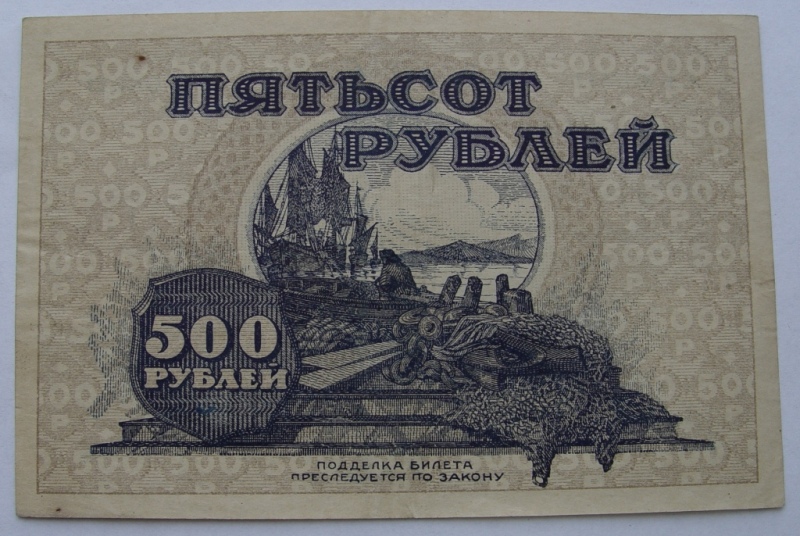 ПЯТЬСОТ
РУБЛЕЙ
500
РУБЛЕЙ
ПОДДЕЛКА БИЛЕТА
ПРЕСЛЕДУЕТСЯ ПО ЗАКОНУ